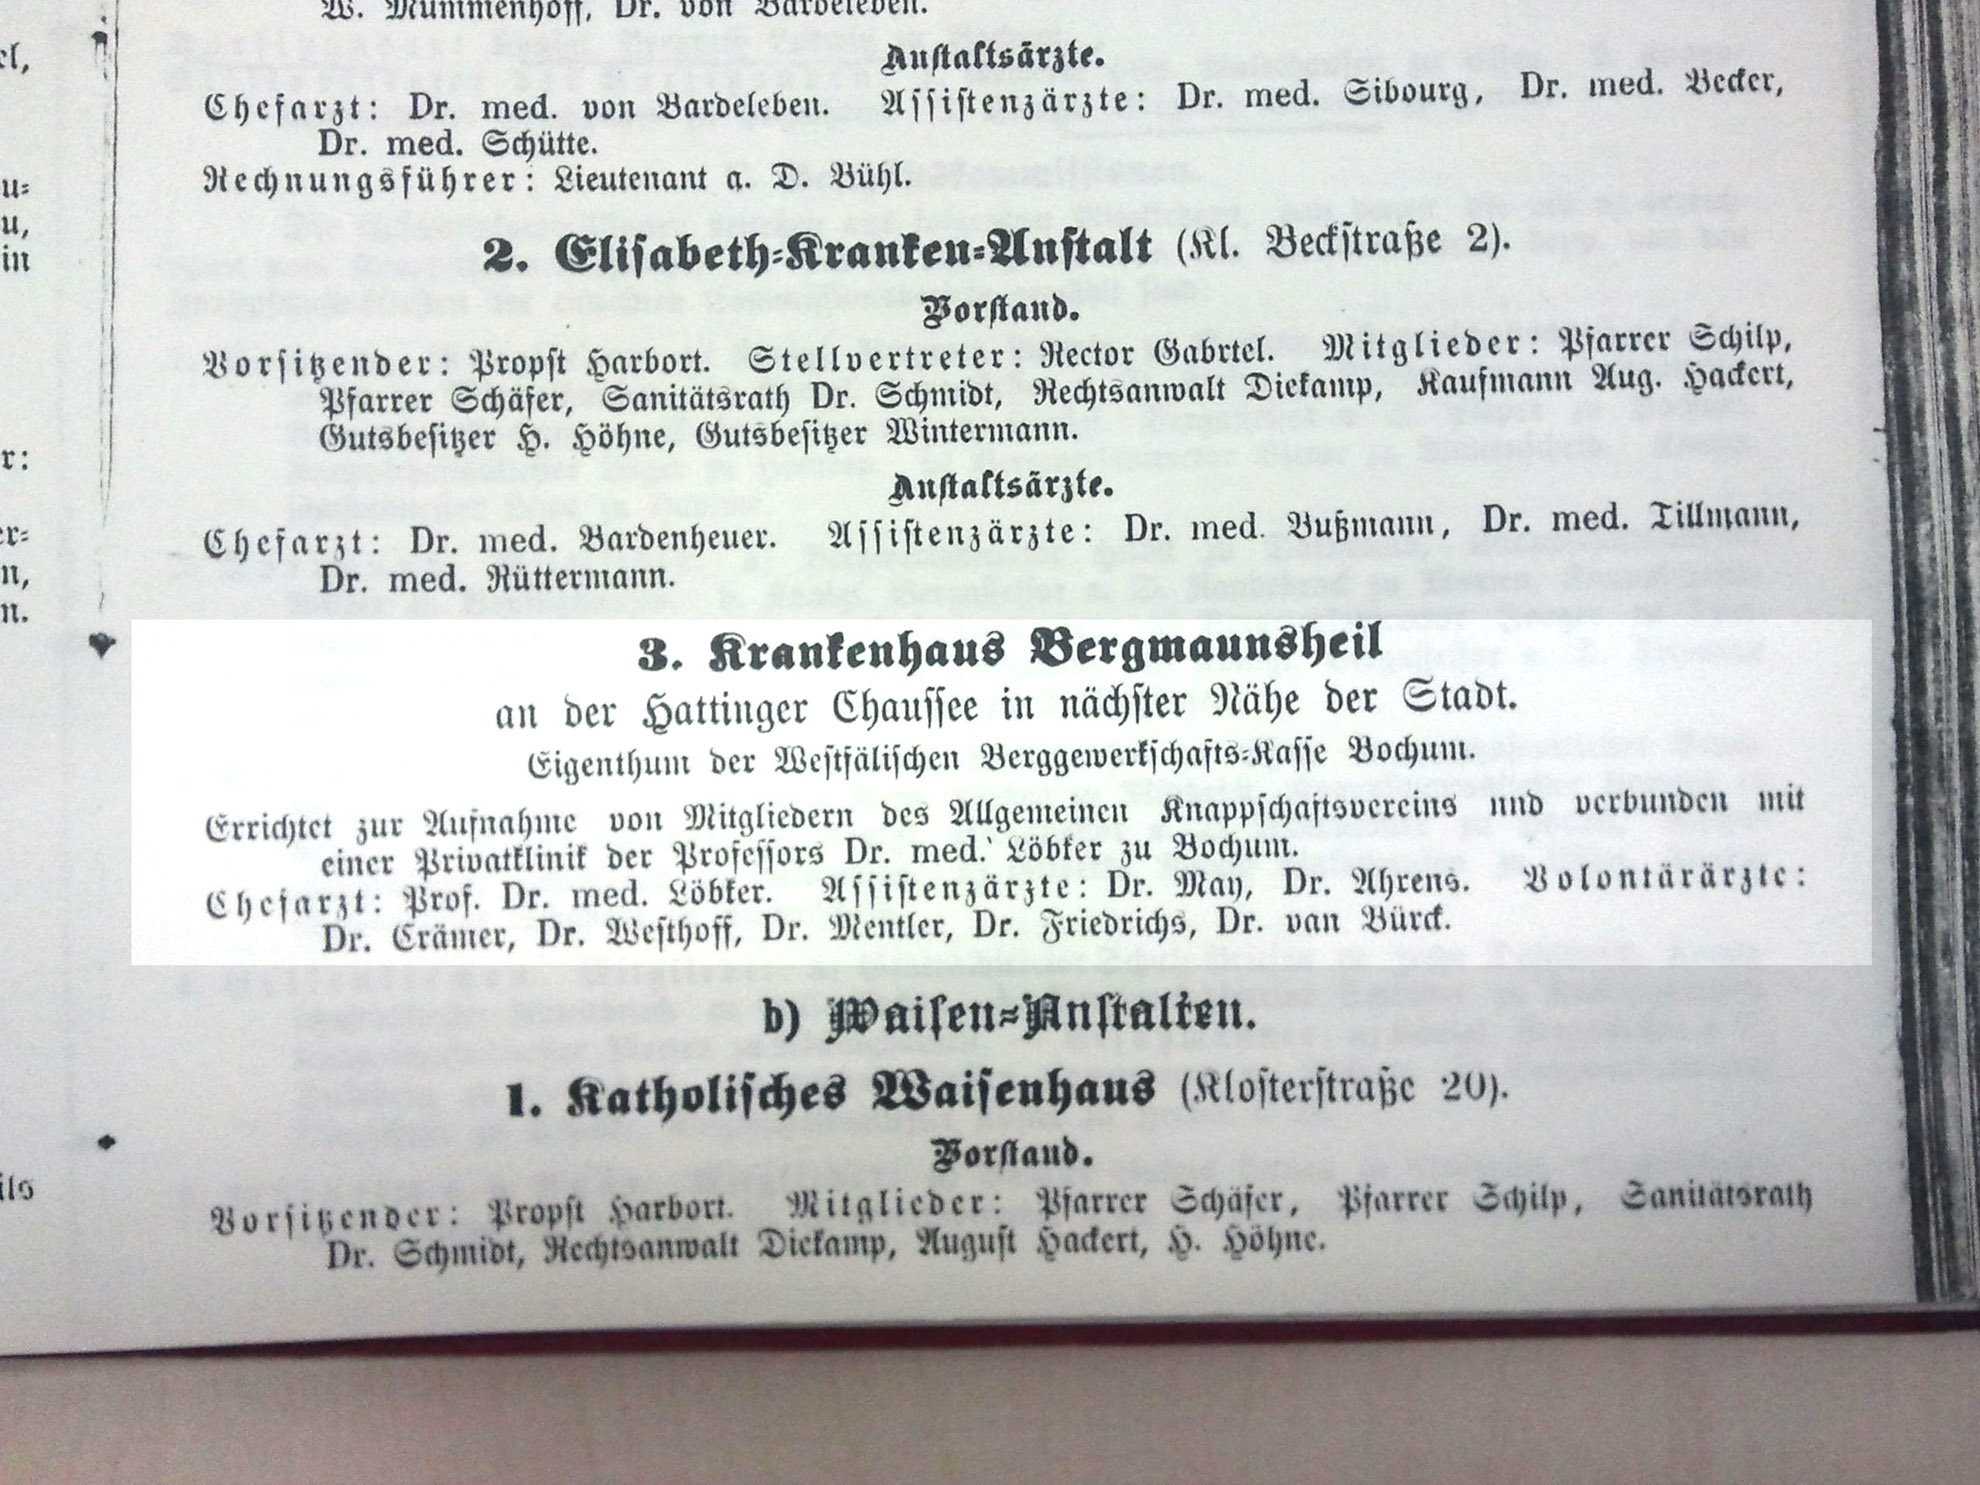 W. Mummenhoff, Dr. von Bardeleben.
Anstaltsärzte.
Chefarzt: Dr. med. von Bardeleben. Assistenzärzte: Dr. med. Sibourg, Dr. med. Becker,
Dr. med. Schütte.
Rechnungsführer: Lieutenant a. D. Bühl.
2. Elisabeth-Kranken-Anstalt (Kl. Beckstraße 2).
Vorstand.
Vorsitzender: Propst Harbort. Stellvertreter: Rector Gabrtel. Mitglieder: Pfarrer Schilp,
Pfarrer Schäfer, Sanitätsrath Dr. Schmidt, Rechtsanwalt Diekamp, Kaufmann Aug. Hackert,
Gutsbesitzer H. Höhne, Gutsbesitzer Wintermann.
Anstaltsärzte.
Chefarzt: Dr. med. Bardenheuer. Assistenzärzte: Dr. med. Bußmann, Dr. med. Tillmann,
Dr. med. Rüttermann.
3. Krankenhaus Bergmannsheil
an der Hattinger Chaussee in nächster Nähe der Stadt.
Eigenthum der Westfälischen Berggewerkschafts-Kasse Bochum.
Errichtet zur Aufnahme von Mitgliedern des Allgemeinen Knappschaftsvereins und verbunden mit
einer Privatklinik der Professors Dr. med. Löbker zu Bochum.
Chefarzt: Prof. Dr. med. Löbker. Assistenzärzte: Dr. May, Dr. Ahrens. Volontärärzte:
Dr. Crämer, Dr. Westhoff, Dr. Mentler, Dr. Friedrichs, Dr. van Bürck.
b) Waisen-Anstalten.
1. Katholisches Waisenhaus (Klosterstraße 20).
Vorstand.
Vorsitzender: Propst Harbort. Mitglieder: Pfarrer Schäfer, Pfarrer Schilp, Sanitätsrath
Dr. Schmidt, Rechtsanwalt Diekamp, August Hackert, H. Höhne.